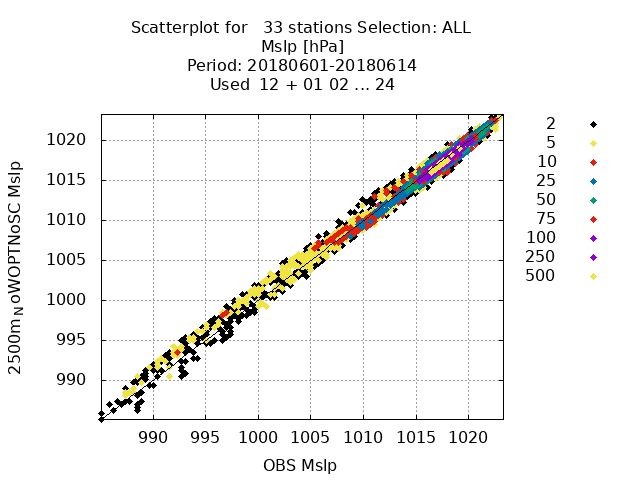 Scatterplot for   33 stations Selection: ALL
Mslp [hPa]
Period: 20180601-20180614
Used 12 + 01 02 ... 24
2500m_NoWOPTNoSC Mslp
1020
1015
1010
1005
1000
995
990
990 995 1000 1005 1010 1015 1020
OBS Mslp
2
5
10
25
50
75
100
250
500